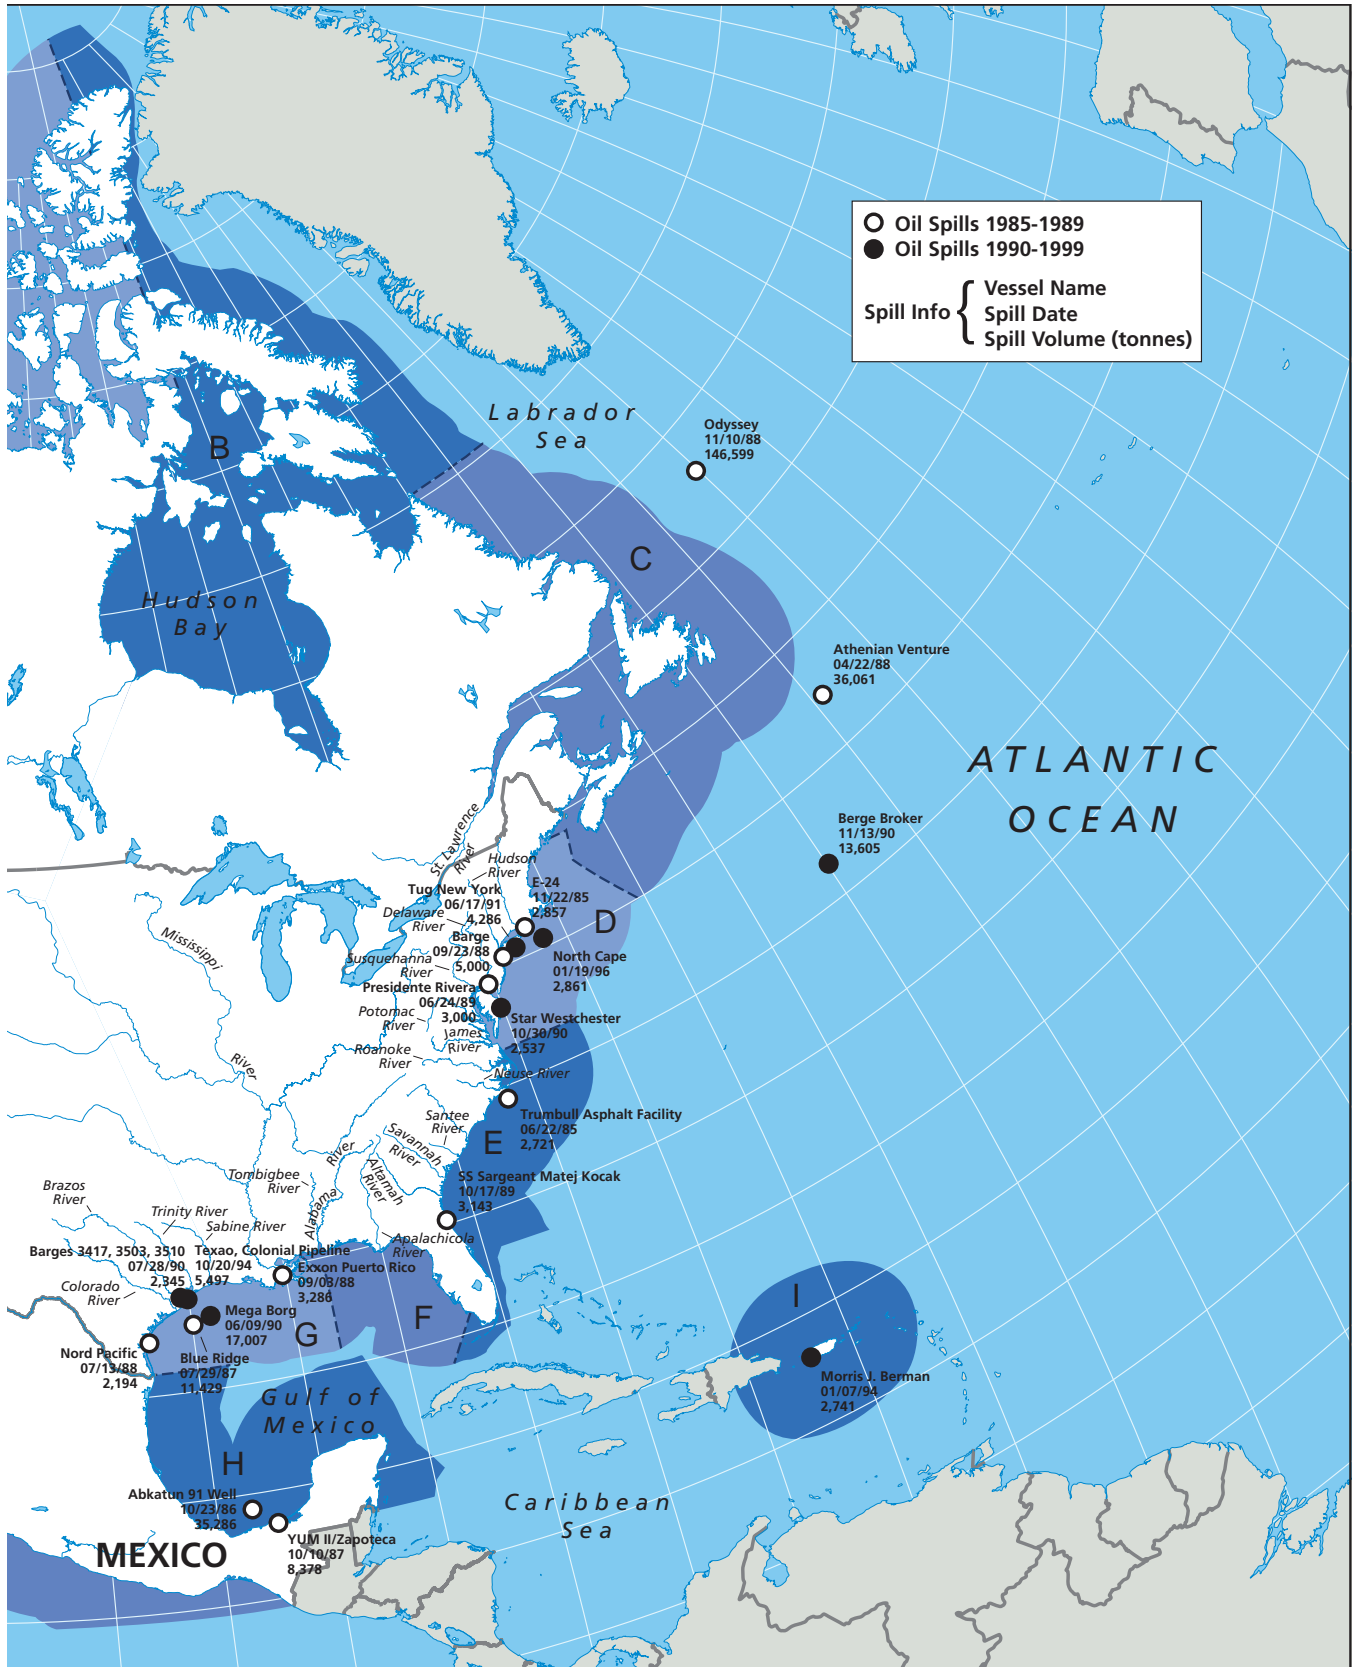 Oil Spills 1985-1989
Oil Spills 1990-1999
Spill Info
Vessel Name
Spill Date
Spill Volume (tonnes)
Labrador
Sea
Odyssey
11/10/88
146,599
B
C
Hudson
Bay
Athenian Venture
04/22/88
36,061
ATLANTIC
OCEAN
Berge Broker
11/13/90
13,605
St. Lawrence
River
Hudson
River
E-24
11/22/85
2,857
Tug New York
06/17/91
4,286
Delaware
River
D
Barge
09/23/88
5,000
North Cape
01/19/96
2,861
Susquehanna
River
Presidente Rivera
06/24/89
3,000
Potomac
River
Star Westchester
10/30/90
2,537
James
River
Roanoke
River
Neuse River
Mississippi
River
Trumbull Asphalt Facility
06/22/85
2,721
Santee
River
E
Savannah
River
Altamah
River
SS Sargeant Matej Kocak
10/17/89
3,143
Tombigbee
River
Alabama
River
Apalachicola
River
Brazos
River
Trinity River
Sabine River
Barges 3417, 3503, 3510
07/28/90
2,345
Texao, Colonial Pipeline
10/20/94
5,497
Exxon Puerto Rico
09/03/88
3,286
Colorado
River
Mega Borg
06/09/90
17,007
G
F
I
Nord Pacific
07/13/88
2,194
Blue Ridge
07/29/87
11,429
Morris J. Berman
01/07/94
2,741
Gulf of
Mexico
H
Abkatun 91 Well
10/23/86
35,286
Caribbean
Sea
YUM II/Zapoteca
10/10/87
8,378
MEXICO